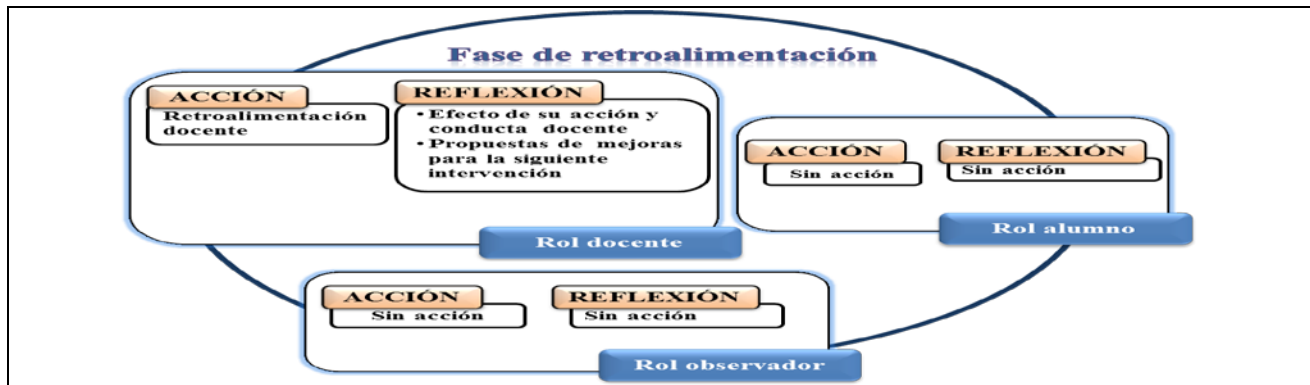 Fase de retroalimentación
ACCIÓN
Retroalimentación
docente
REFLEXIÓN
• Efecto de su acción y
conducta docente
• Propuestas de mejoras
para la siguiente
intervención
Rol docente
ACCIÓN
Sin acción
REFLEXIÓN
Sin acción
Rol alumno
ACCIÓN
Sin acción
REFLEXIÓN
Sin acción
Rol observador